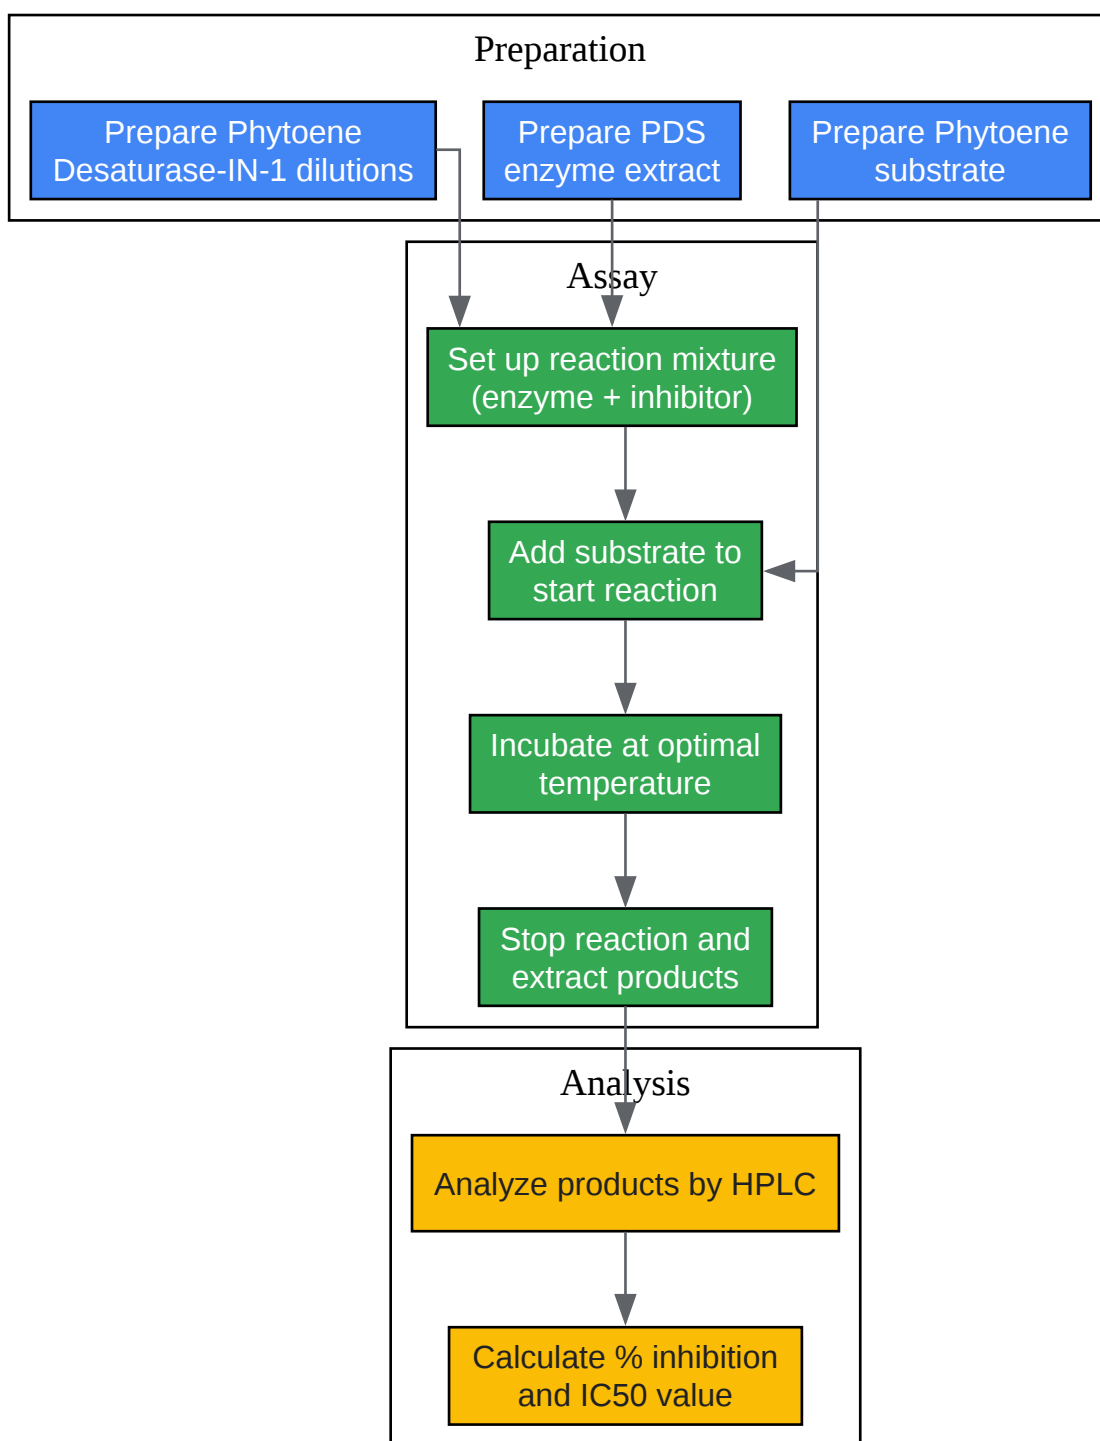 Preparation
Prepare Phytoene
Desaturase-IN-1 dilutions
Prepare PDS
enzyme extract
Prepare Phytoene
substrate
Assay
Set up reaction mixture
(enzyme + inhibitor)
Add substrate to
start reaction
Incubate at optimal
temperature
Stop reaction and
extract products
Analysis
Analyze products by HPLC
Calculate % inhibition
and IC50 value